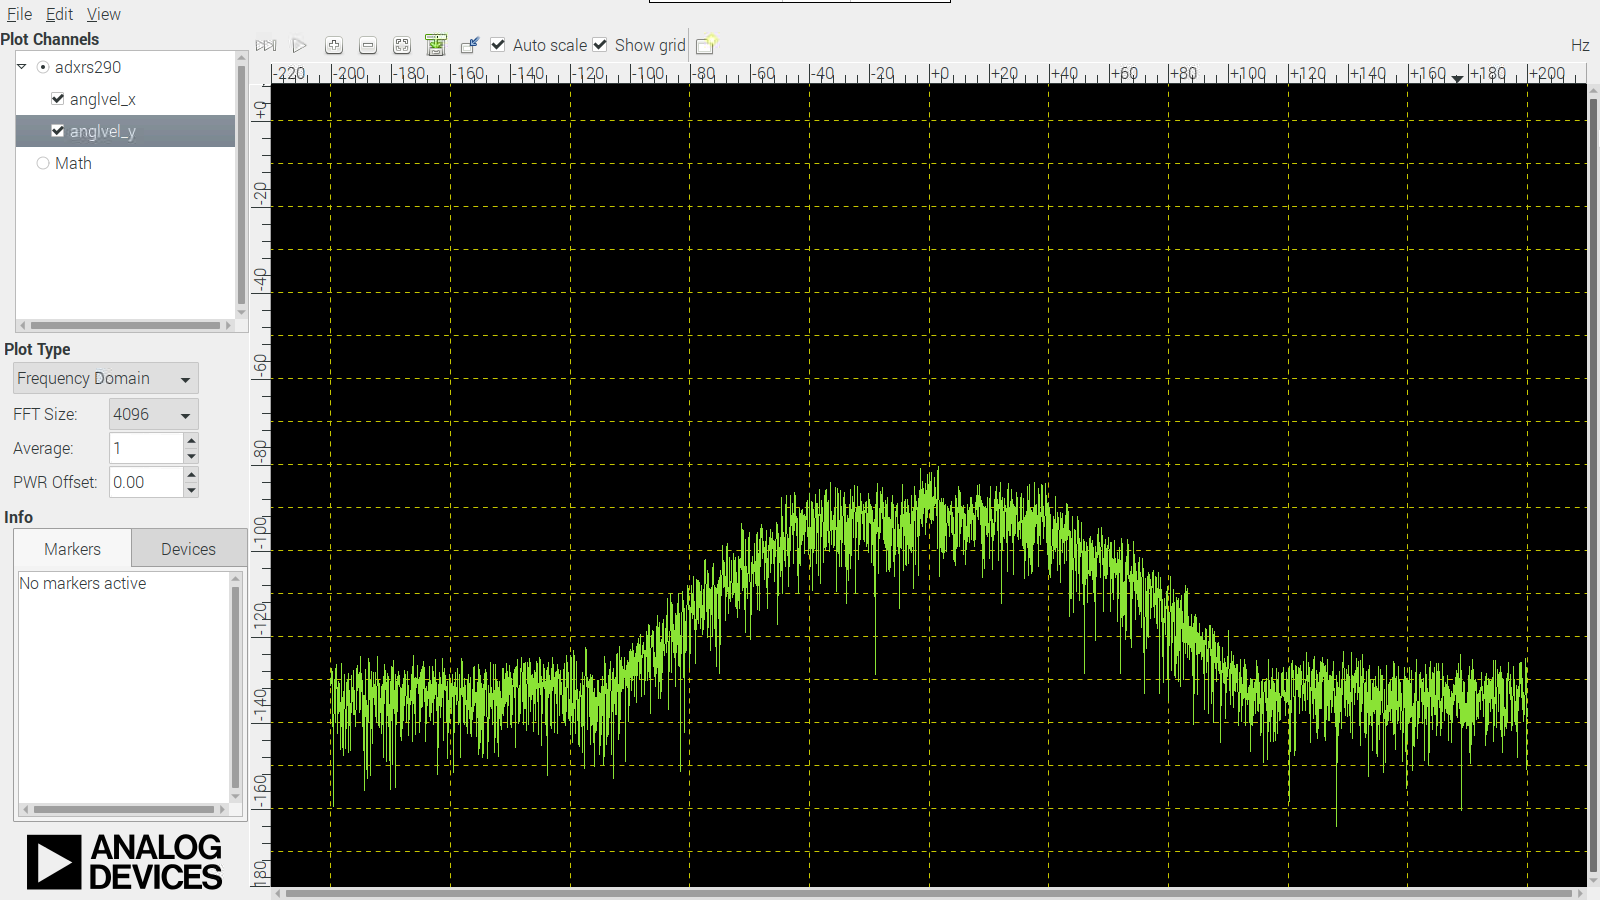 File Edit View
Plot Channels
adxrs290
anglvel_x
anglvel_y
Math
Plot Type
Frequency Domain
FFT Size: 4096
Average: 1
PWR Offset: 0.00
Info
Markers Devices
No markers active
ANALOG
DEVICES
Auto scale Show grid
Hz
-220 -200 -180 -160 -140 -120 -100 -80 -60 -40 -20 +0 +20 +40 +60 +80 +100 +120 +140 +160 +180 +200
+0
-20
-40
-60
-80
-100
-120
-140
-160
180